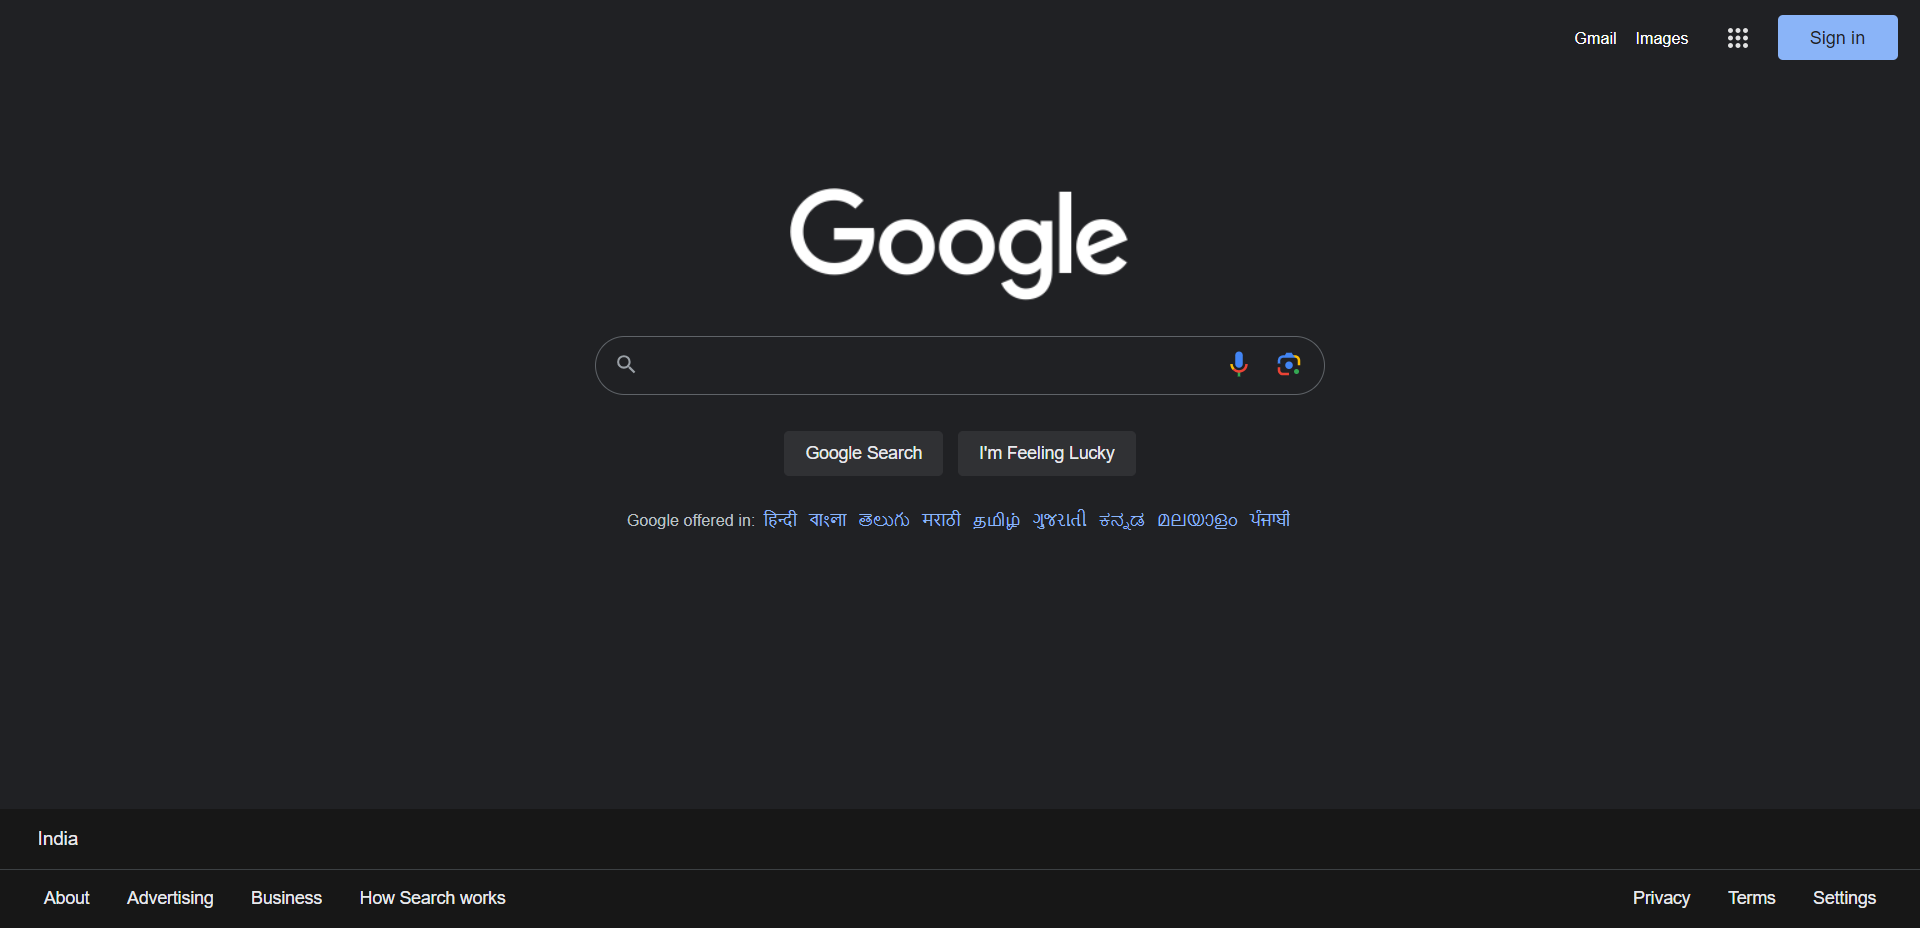 Gmail Images Sign in
Google
Google Search I'm Feeling Lucky
Google offered in: हिन्दी বাংলা తెలుగు मराठी தமிழ் ગુજરાતી ಕನ್ನಡ മലയാളം ਪੰਜਾਬੀ
India
About Advertising Business How Search works Privacy Terms Settings